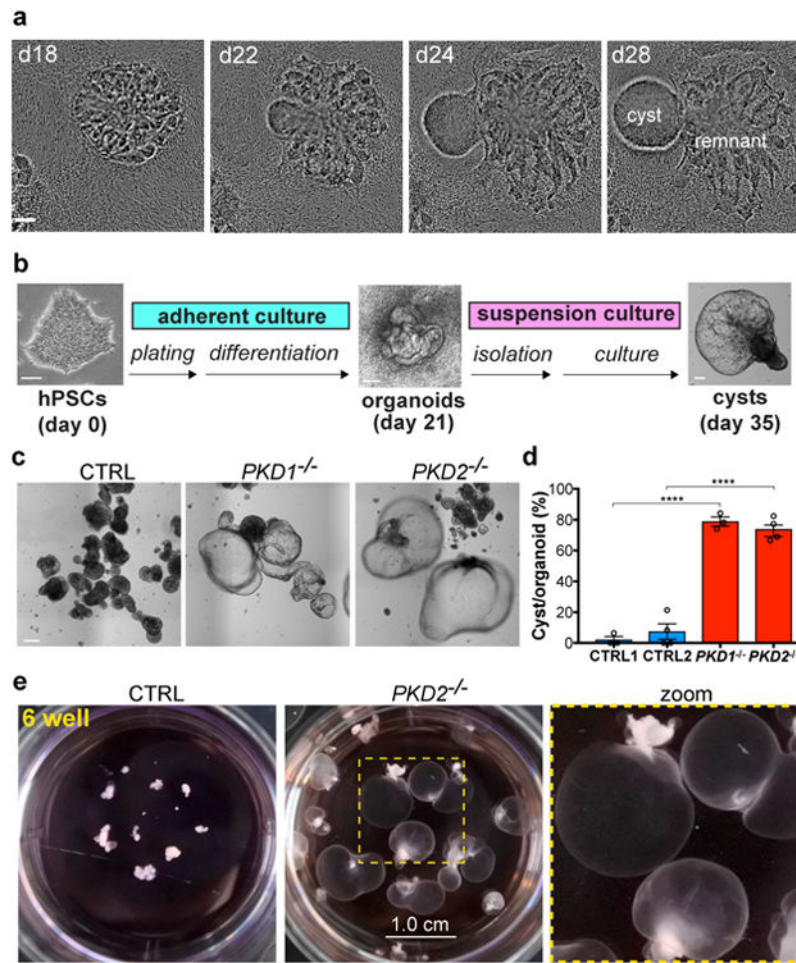 a
d18 d22 d24 d28
cyst
remnant
b
adherent culture
suspension culture
plating differentiation
isolation culture
hPSCs
(day 0)
organoids
(day 21)
cysts
(day 35)
c
CTRL PKD1-/- PKD2-/-
d
****
****
Cyst/organoid (%)
100
80
60
40
20
0
CTRL1 CTRL2 PKD1-/- PKD2-/-
e
CTRL PKD2-/- zoom
6 well
1.0 cm